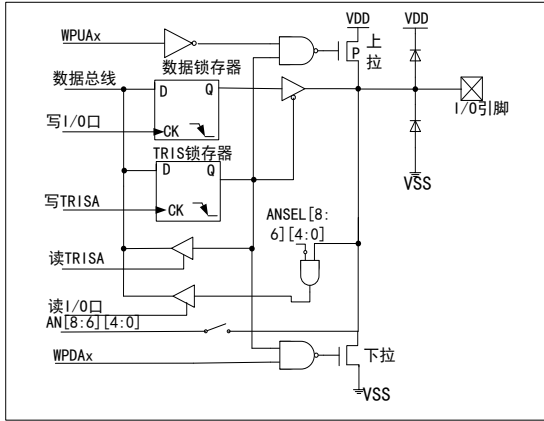 VDD
VDD
WPUAx
上
拉
P
数据锁存器
数据总线
D
Q
I/O引脚
写I/O口
CK
TRIS锁存器
D
Q
VSS
写TRISA
CK
ANSEL[8:
6][4:0]
读TRISA
读I/O口
AN[8:6][4:0]
WPDAx
下拉
VSS